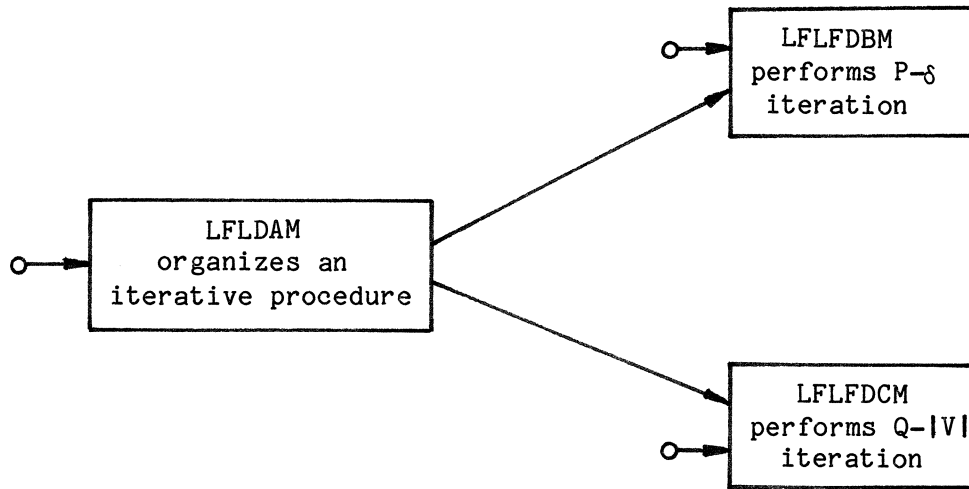 LFLFDBM
performs P-δ
iteration
LFLDAM
organizes an
iterative procedure
LFLFDCM
performs Q-|V|
iteration